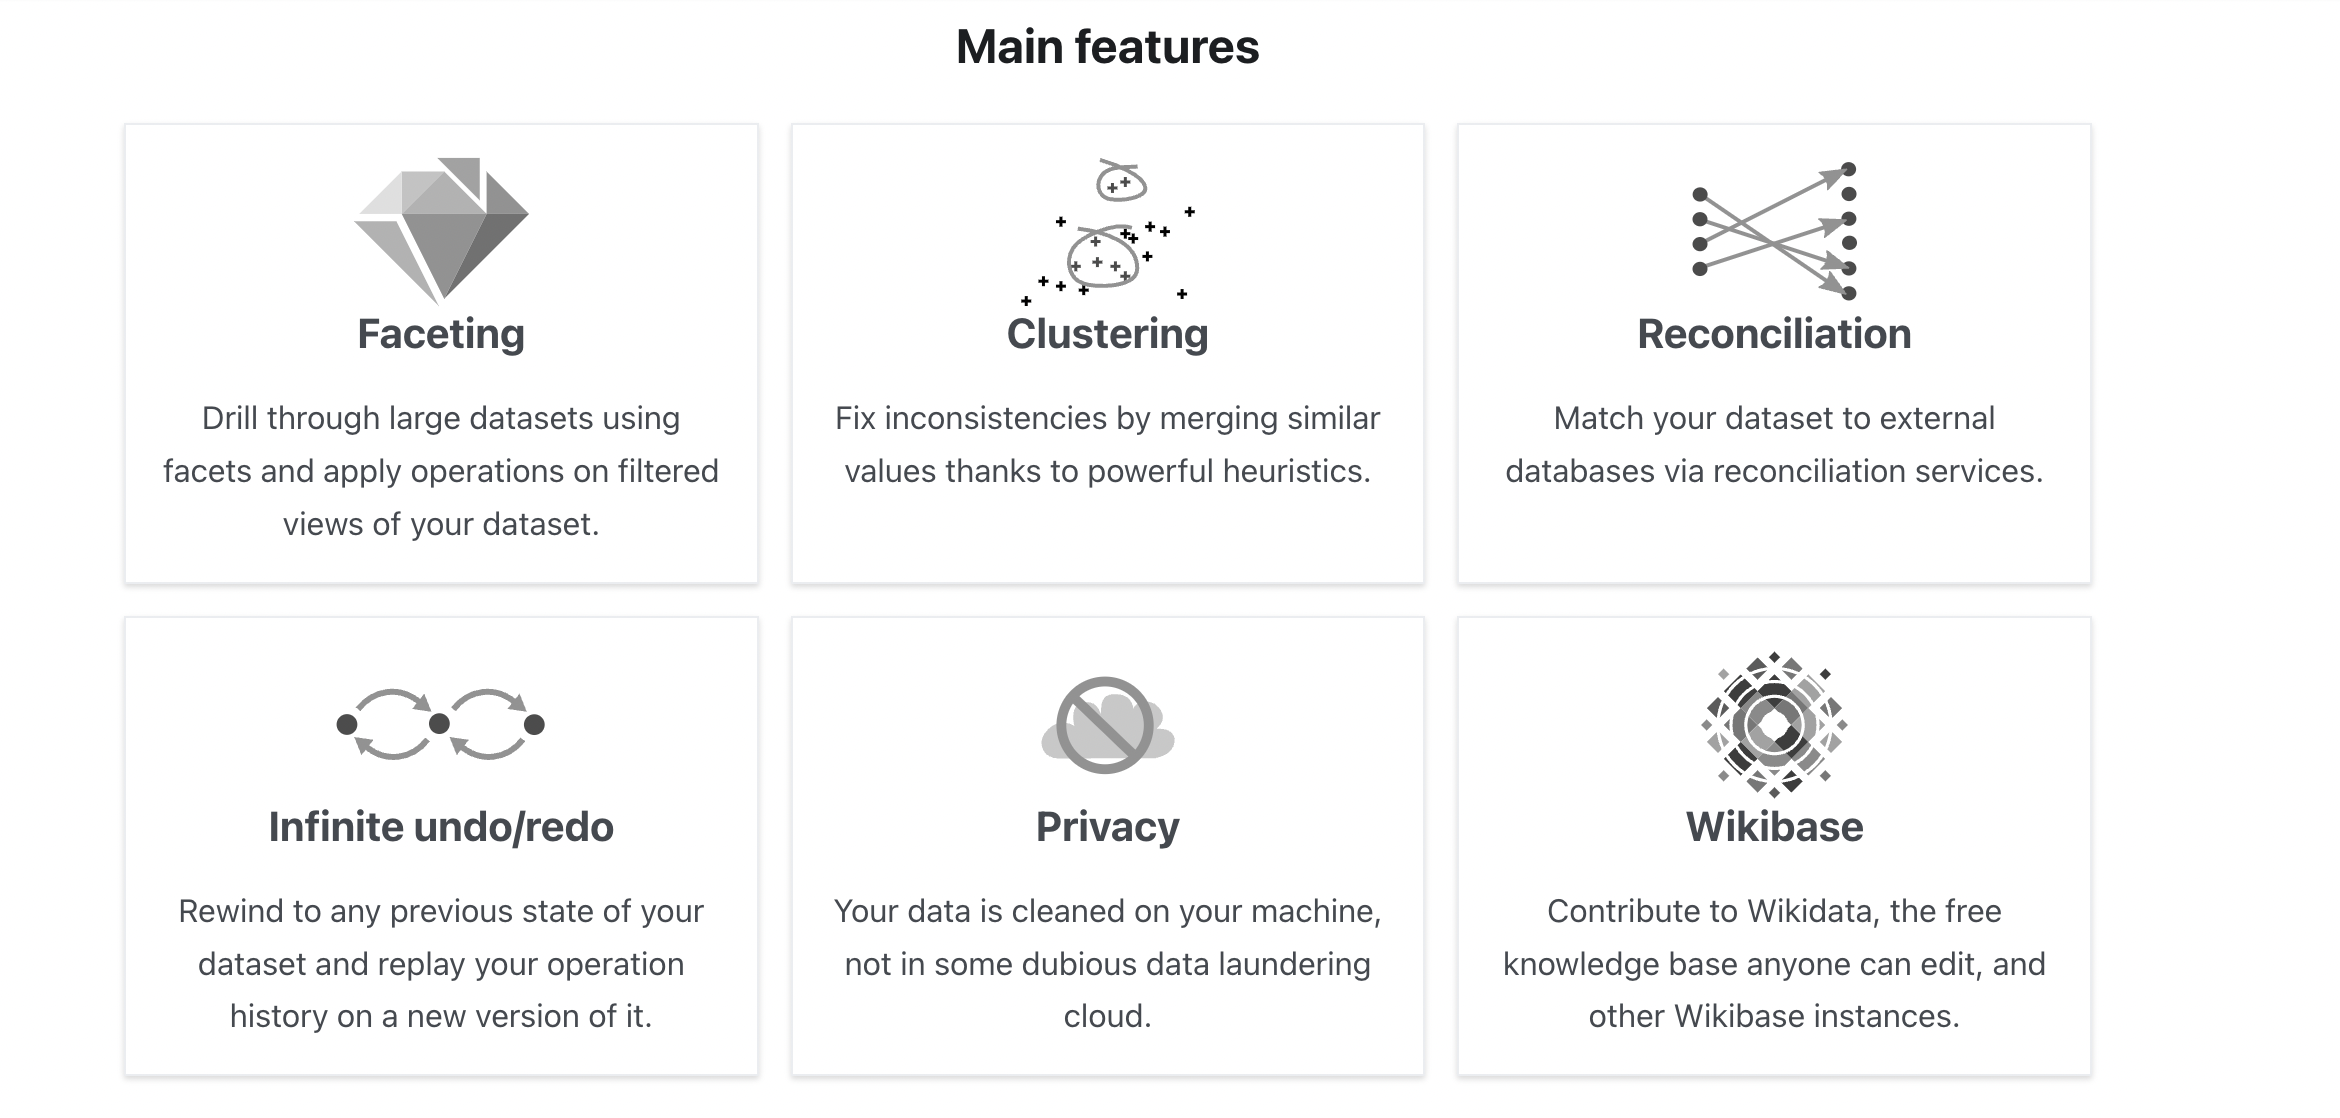 Main features
Faceting
Drill through large datasets using
facets and apply operations on filtered
views of your dataset.
Clustering
Fix inconsistencies by merging similar
values thanks to powerful heuristics.
Reconciliation
Match your dataset to external
databases via reconciliation services.
Infinite undo/redo
Rewind to any previous state of your
dataset and replay your operation
history on a new version of it.
Privacy
Your data is cleaned on your machine,
not in some dubious data laundering
cloud.
Wikibase
Contribute to Wikidata, the free
knowledge base anyone can edit, and
other Wikibase instances.